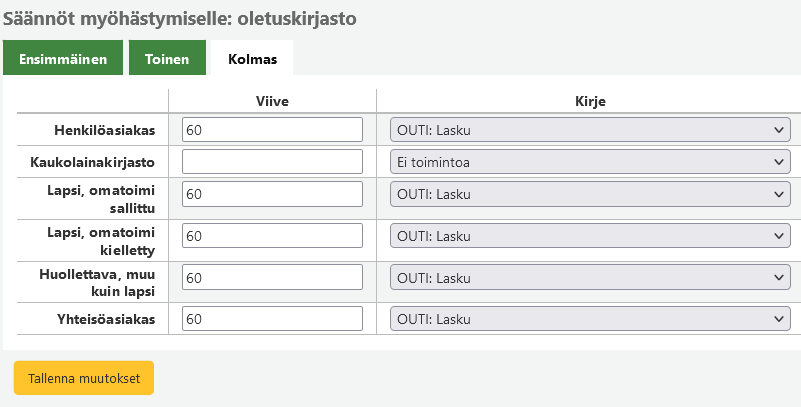 Säännöt myöhästymiselle: oletuskirjasto
Ensimmäinen Toinen Kolmas
Viive Kirje
Henkilöasiakas 60 OUTI: Lasku
Kaukolainakirjasto Ei toimintoa
Lapsi, omatoimi
sallittu 60 OUTI: Lasku
Lapsi, omatoimi
kielletty 60 OUTI: Lasku
Huollettava, muu
kuin lapsi 60 OUTI: Lasku
Yhteisöasiakas 60 OUTI: Lasku
Tallenna muutokset